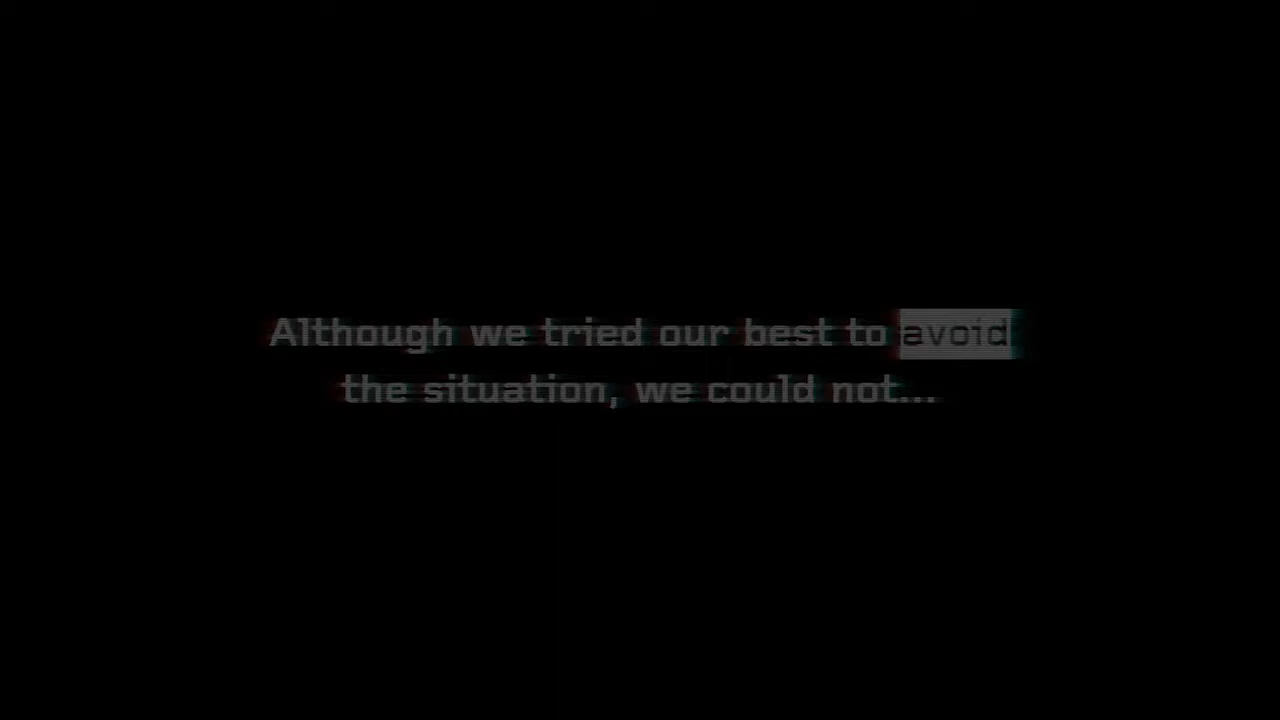 Although we tried our best to avoid
the situation, we could not...